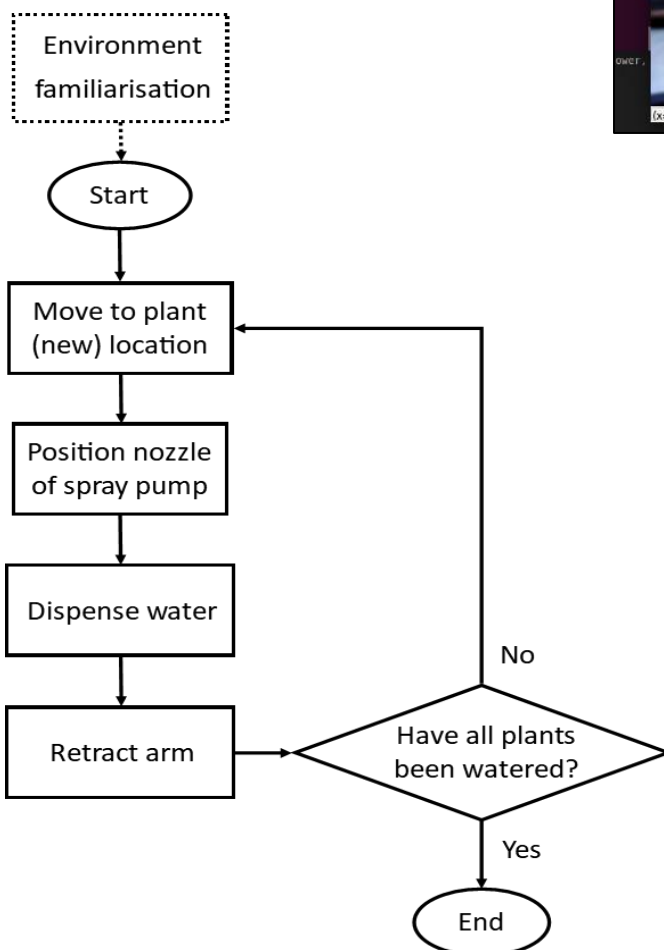 Environment
familiarisation
Start
Move to plant
(new) location
Position nozzle
of spray pump
Dispense water
Retract arm
Have all plants
been watered?
No
Yes
End
ower,
(x